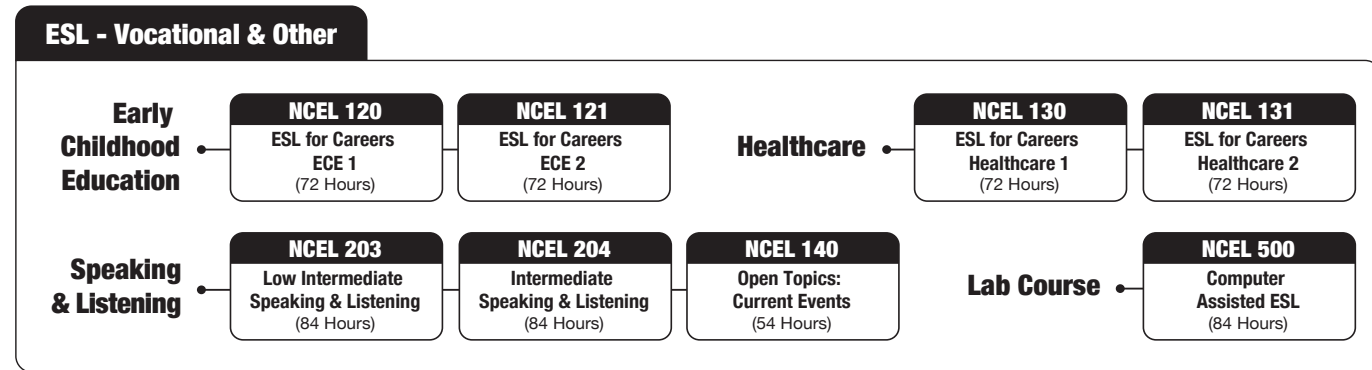 ESL - Vocational & Other
Early
Childhood
Education
NCEL 120
ESL for Careers
ECE 1
(72 Hours)
NCEL 121
ESL for Careers
ECE 2
(72 Hours)
Healthcare
NCEL 130
ESL for Careers
Healthcare 1
(72 Hours)
NCEL 131
ESL for Careers
Healthcare 2
(72 Hours)
Speaking
& Listening
NCEL 203
Low Intermediate
Speaking & Listening
(84 Hours)
NCEL 204
Intermediate
Speaking & Listening
(84 Hours)
NCEL 140
Open Topics:
Current Events
(54 Hours)
Lab Course
NCEL 500
Computer
Assisted ESL
(84 Hours)